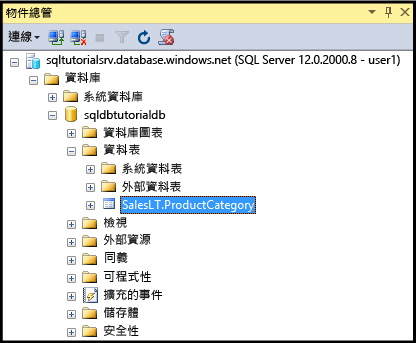 物件總管
連線
sqltutorialsrv.database.windows.net (SQL Server 12.0.2000.8 - user1)
資料庫
系統資料庫
sqldbtutorialdb
資料庫圖表
資料表
系統資料表
外部資料表
SalesLT.ProductCategory
檢視
外部資源
同義
可程式性
擴充的事件
儲存體
安全性